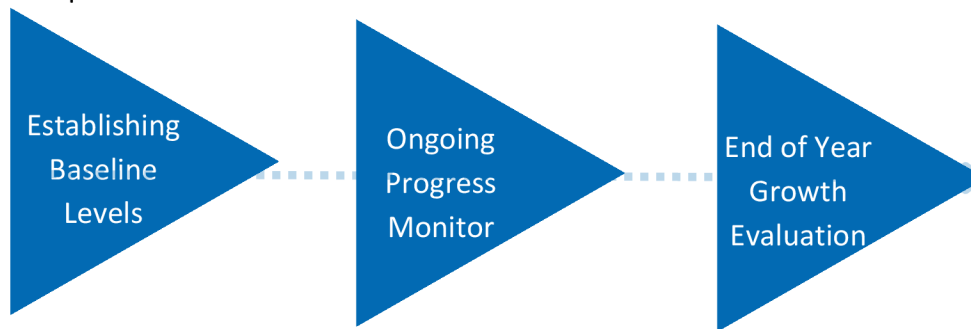 Establishing
Baseline
Levels
Ongoing
Progress
Monitor
End of Year
Growth
Evaluation